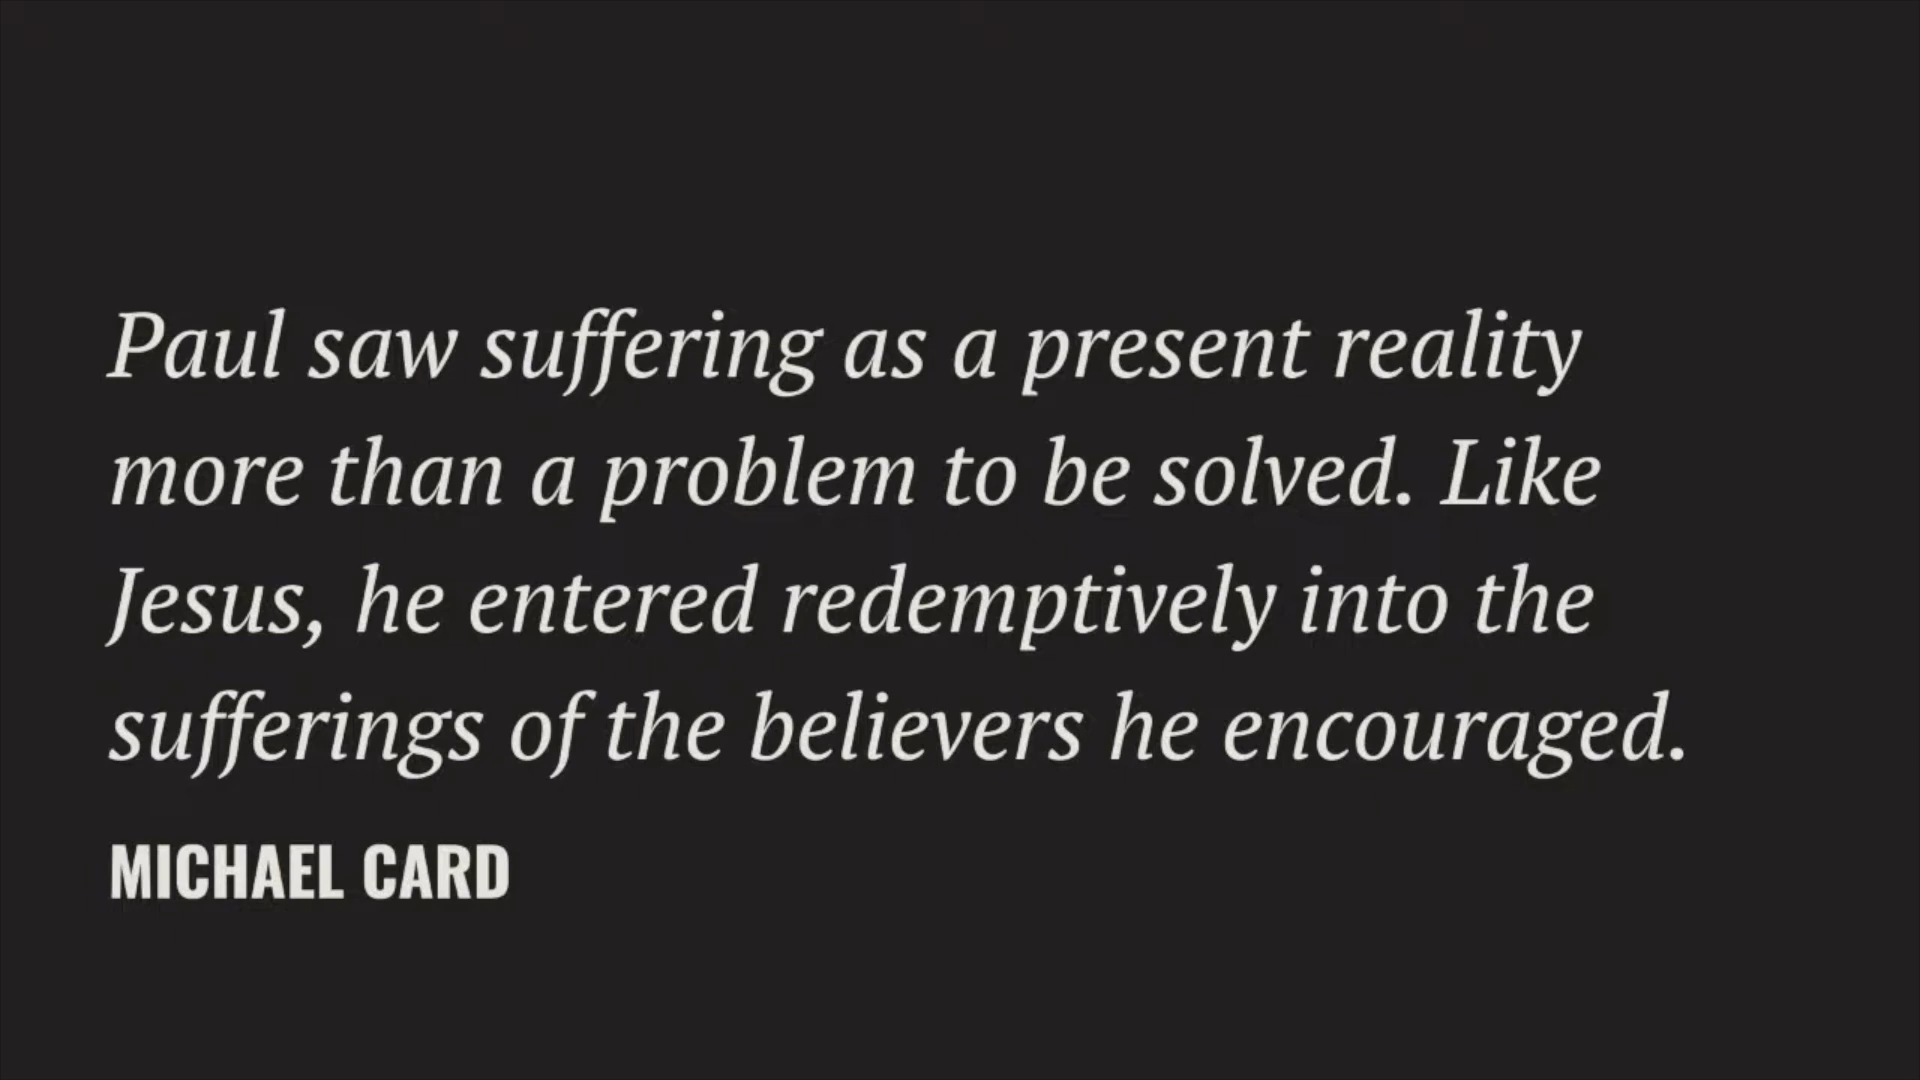 Paul saw suffering as a present reality
more than a problem to be solved. Like
Jesus, he entered redemptively into the
sufferings of the believers he encouraged.
MICHAEL CARD